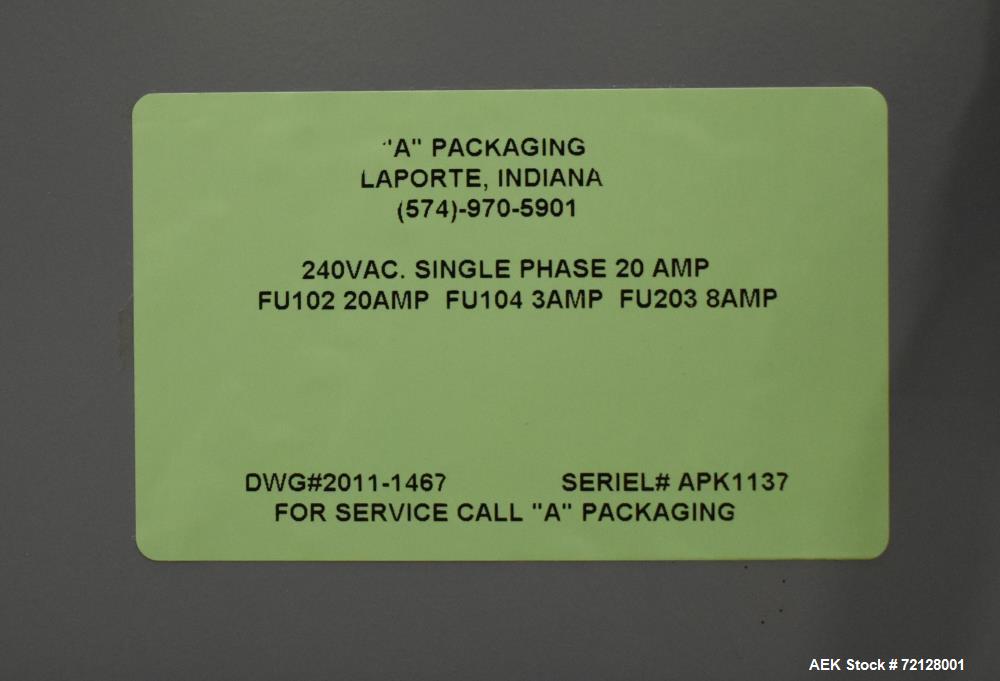 "A" PACKAGING
LAPORTE, INDIANA
(574)-970-5901
240VAC. SINGLE PHASE 20 AMP
FU102 20AMP FU104 3AMP FU203 8AMP
DWG#2011-1467 SERIEL# APK1137
FOR SERVICE CALL "A" PACKAGING
AEK Stock # 72128001